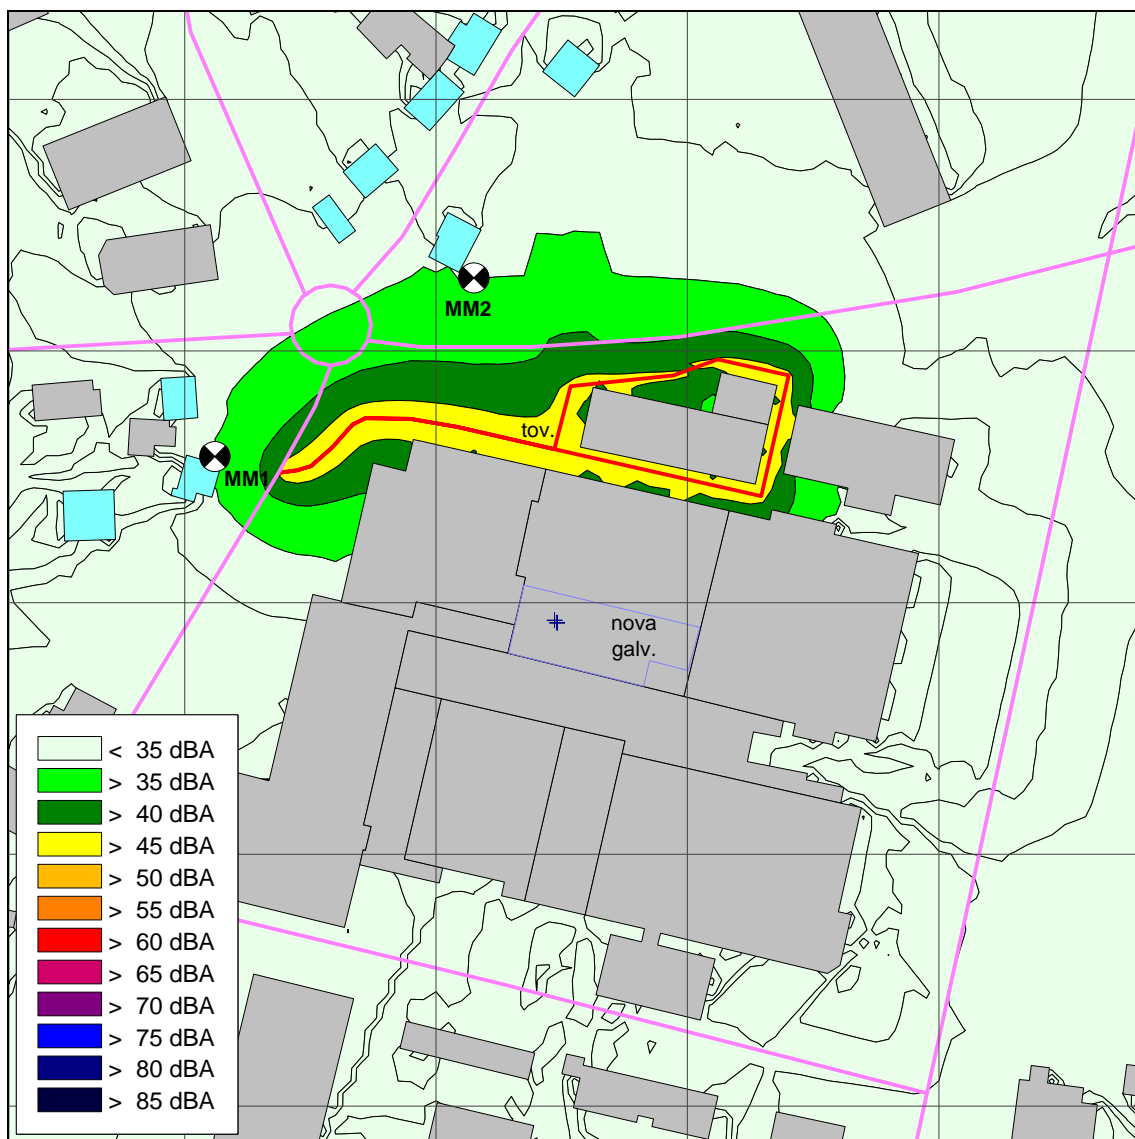 MM2
tov.
MM1
nova
galv.
< 35 dBA
> 35 dBA
> 40 dBA
> 45 dBA
> 50 dBA
> 55 dBA
> 60 dBA
> 65 dBA
> 70 dBA
> 75 dBA
> 80 dBA
> 85 dBA